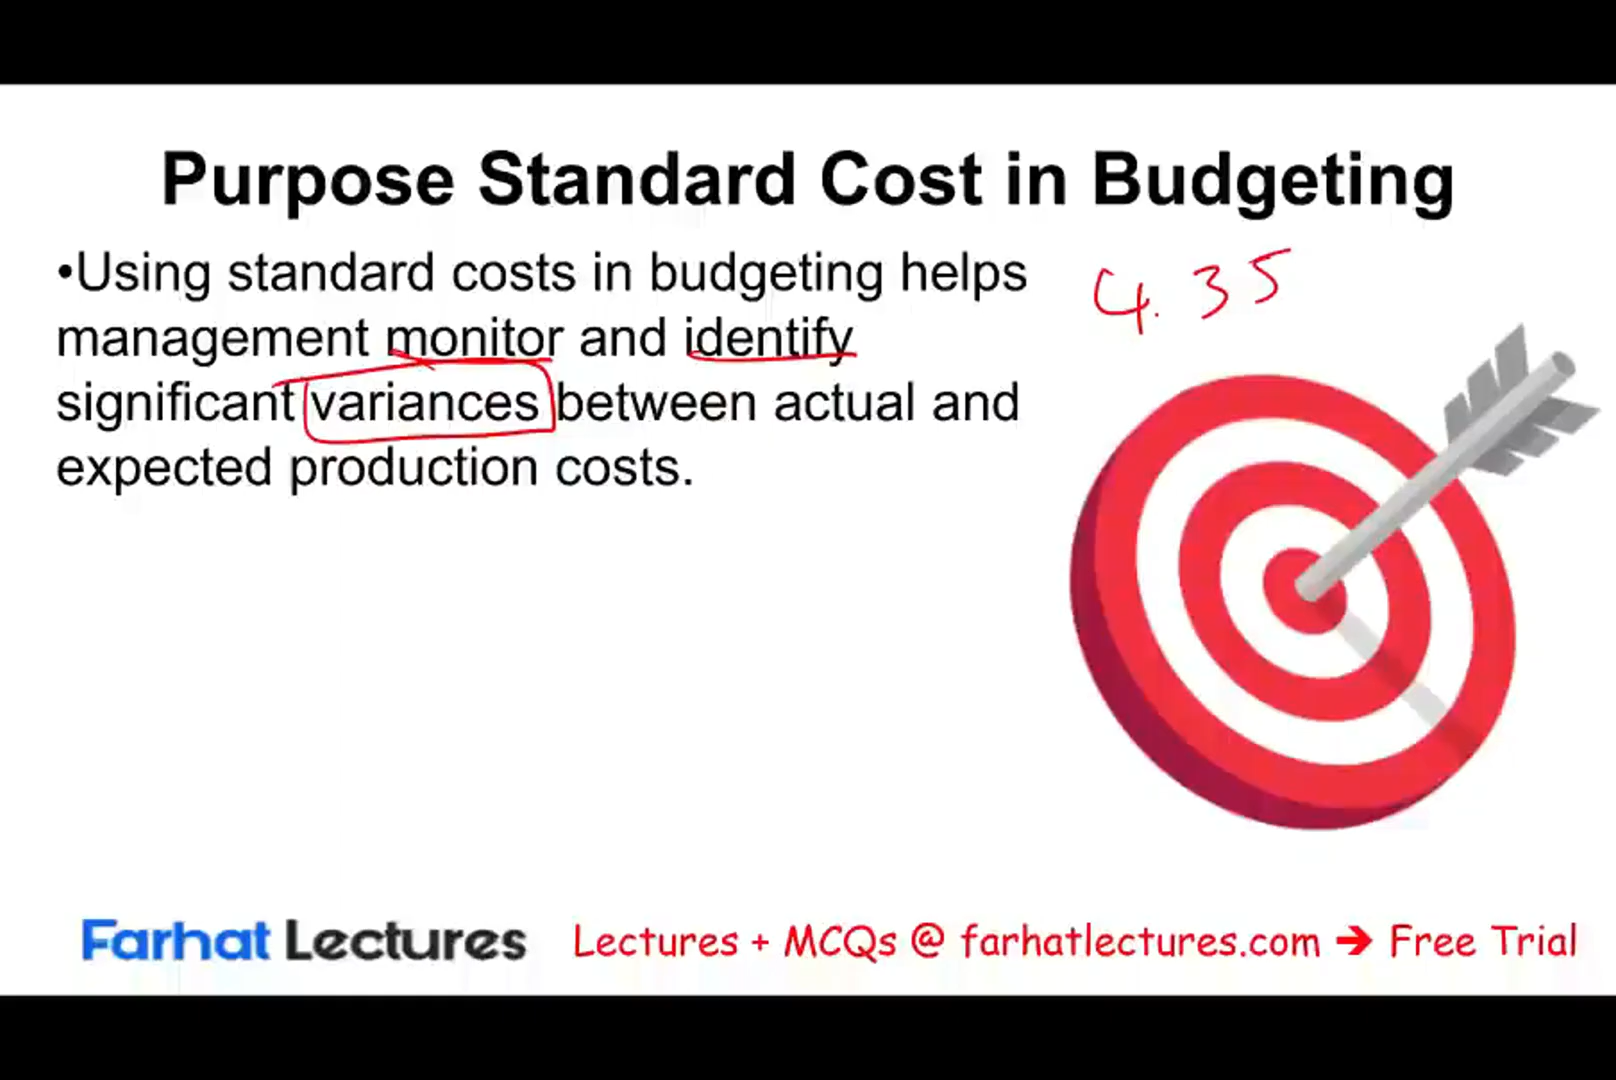 Purpose Standard Cost in Budgeting
•Using standard costs in budgeting helps
management monitor and identify
significant variances between actual and
expected production costs.
4.35
Farhat Lectures
Lectures + MCQs @ farhatlectures.com ➔ Free Trial